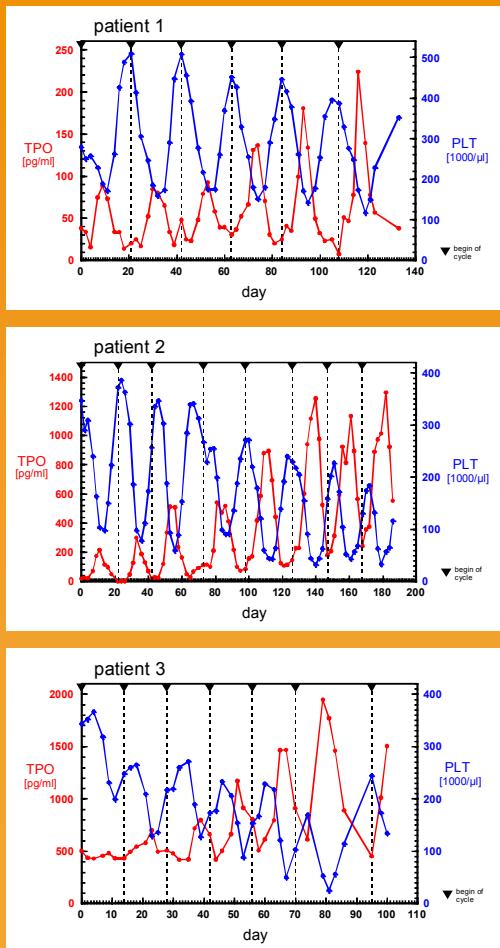 patient 1
250
200
150
100
50
0
TPO
[pg/ml]
500
400
300
200
100
0
PLT
[1000/µl]
begin of
cycle
0 20 40 60 80 100 120 140
day
patient 2
1400
1200
1000
800
600
400
200
0
TPO
[pg/ml]
400
300
200
100
0
PLT
[1000/µl]
begin of
cycle
0 20 40 60 80 100 120 140 160 180 200
day
patient 3
2000
1500
1000
500
0
TPO
[pg/ml]
400
300
200
100
0
PLT
[1000/µl]
begin of
cycle
0 10 20 30 40 50 60 70 80 90 100 110
day